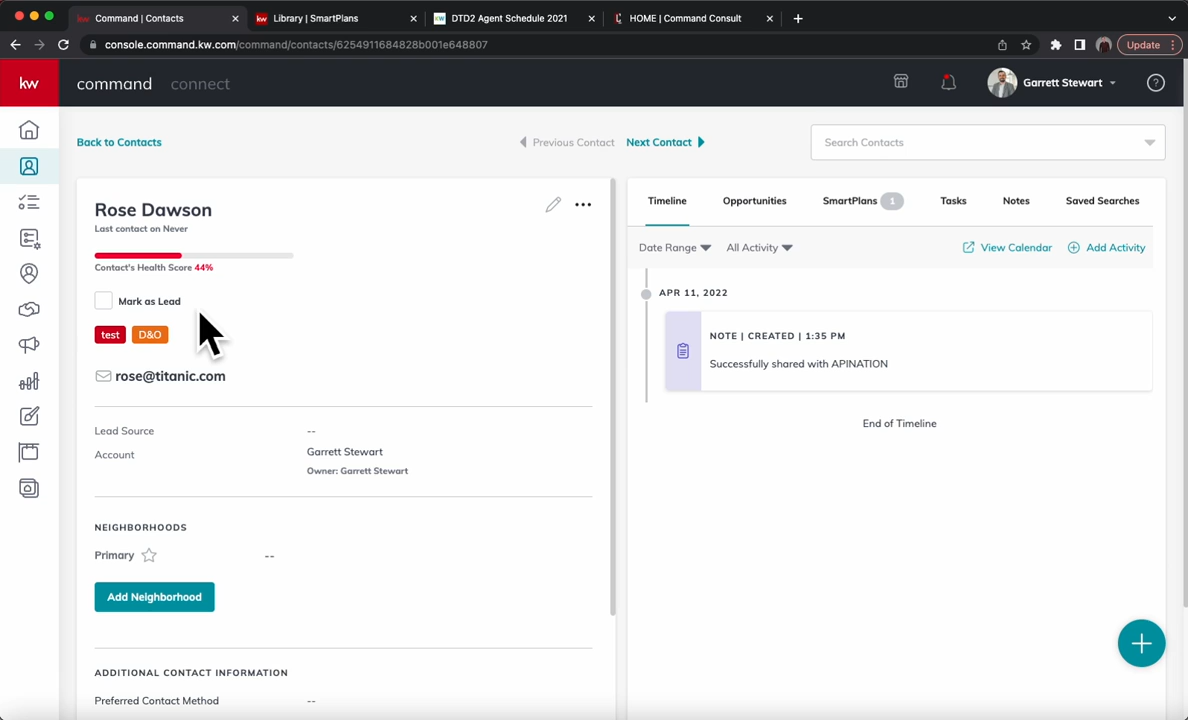 Command | Contacts
Library | SmartPlans
DTD2 Agent Schedule 2021
HOME | Command Consult
console.command.kw.com/command/contacts/6254911684828b001e648807
Update
kw
command
connect
Garrett Stewart
Back to Contacts
Previous Contact
Next Contact
Search Contacts
Rose Dawson
Last contact on Never
Contact's Health Score 44%
Mark as Lead
test
D&O
rose@titanic.com
Lead Source
--
Account
Garrett Stewart
Owner: Garrett Stewart
NEIGHBORHOODS
Primary
--
Add Neighborhood
ADDITIONAL CONTACT INFORMATION
Preferred Contact Method
--
Timeline
Opportunities
SmartPlans 1
Tasks
Notes
Saved Searches
Date Range
All Activity
View Calendar
Add Activity
APR 11, 2022
NOTE | CREATED | 1:35 PM
Successfully shared with APINATION
End of Timeline